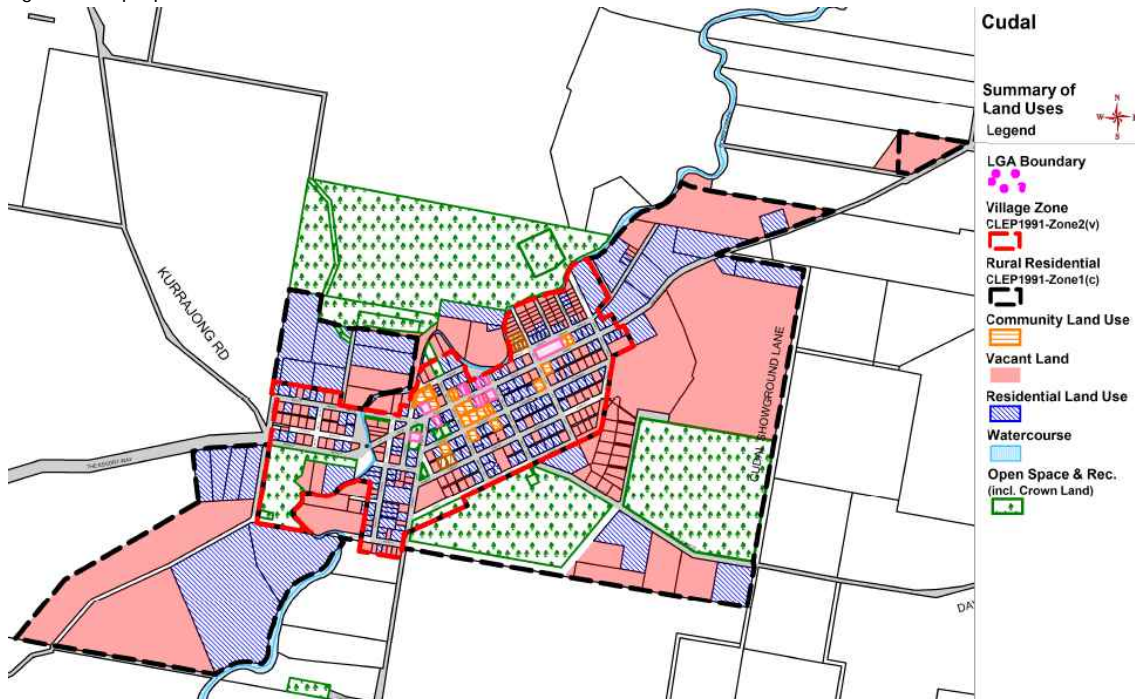 Cudal
Summary of
Land Uses
Legend
N
W
E
S
LGA Boundary
Village Zone
CLEP1991-Zone2(v)
Rural Residential
CLEP1991-Zone1(c)
Community Land Use
Vacant Land
Residential Land Use
Watercourse
Open Space & Rec.
(incl. Crown Land)
KURRAJONG RD
CUDAL SHOWGROUND LANE
DAV